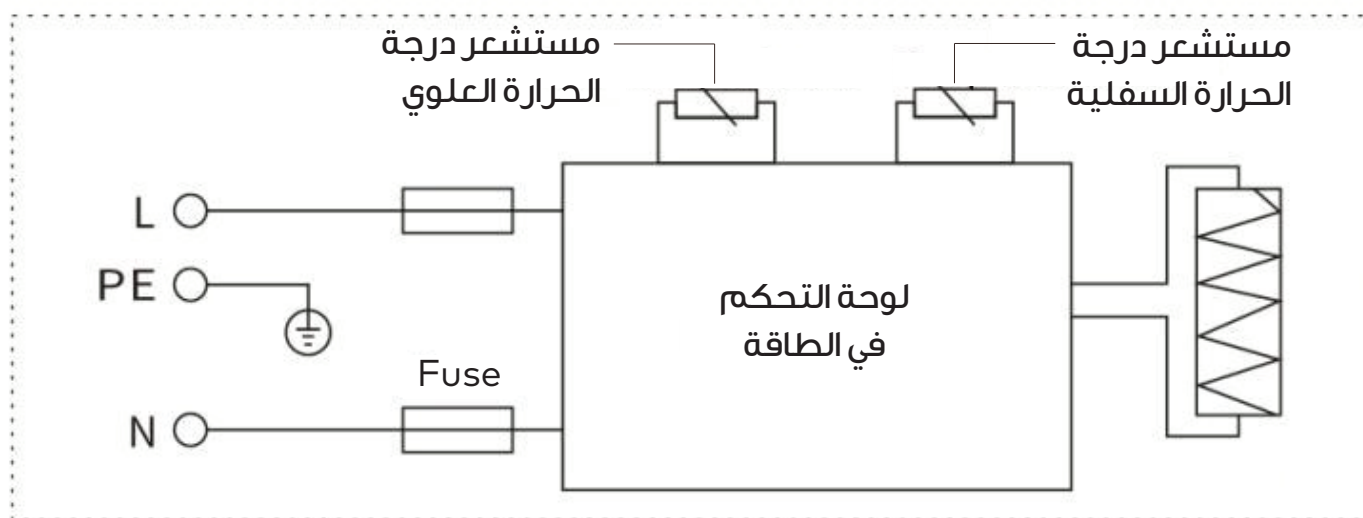 مستشعر درجة
الحرارة العلوي
مستشعر درجة
الحرارة السفلية
L
PE
لوحة التحكم
في الطاقة
Fuse
N